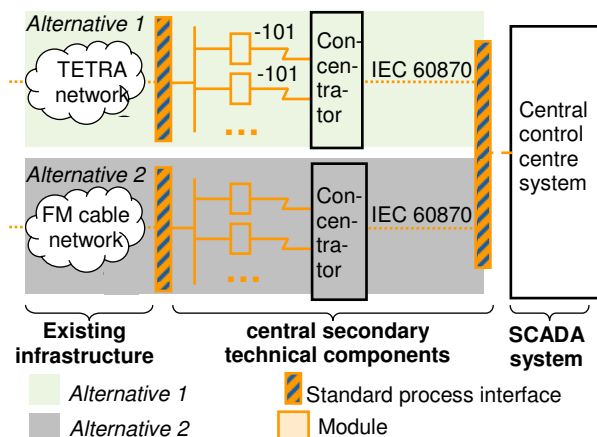 Alternative 1
TETRA
network
-101
-101
...
Con-
cen-
tra-
tor
IEC 60870
Central
control
centre
system
Alternative 2
FM cable
network
...
Con-
cen-
tra-
tor
IEC 60870
Existing
infrastructure
central secondary
technical components
SCADA
system
Alternative 1
Standard process interface
Alternative 2
Module